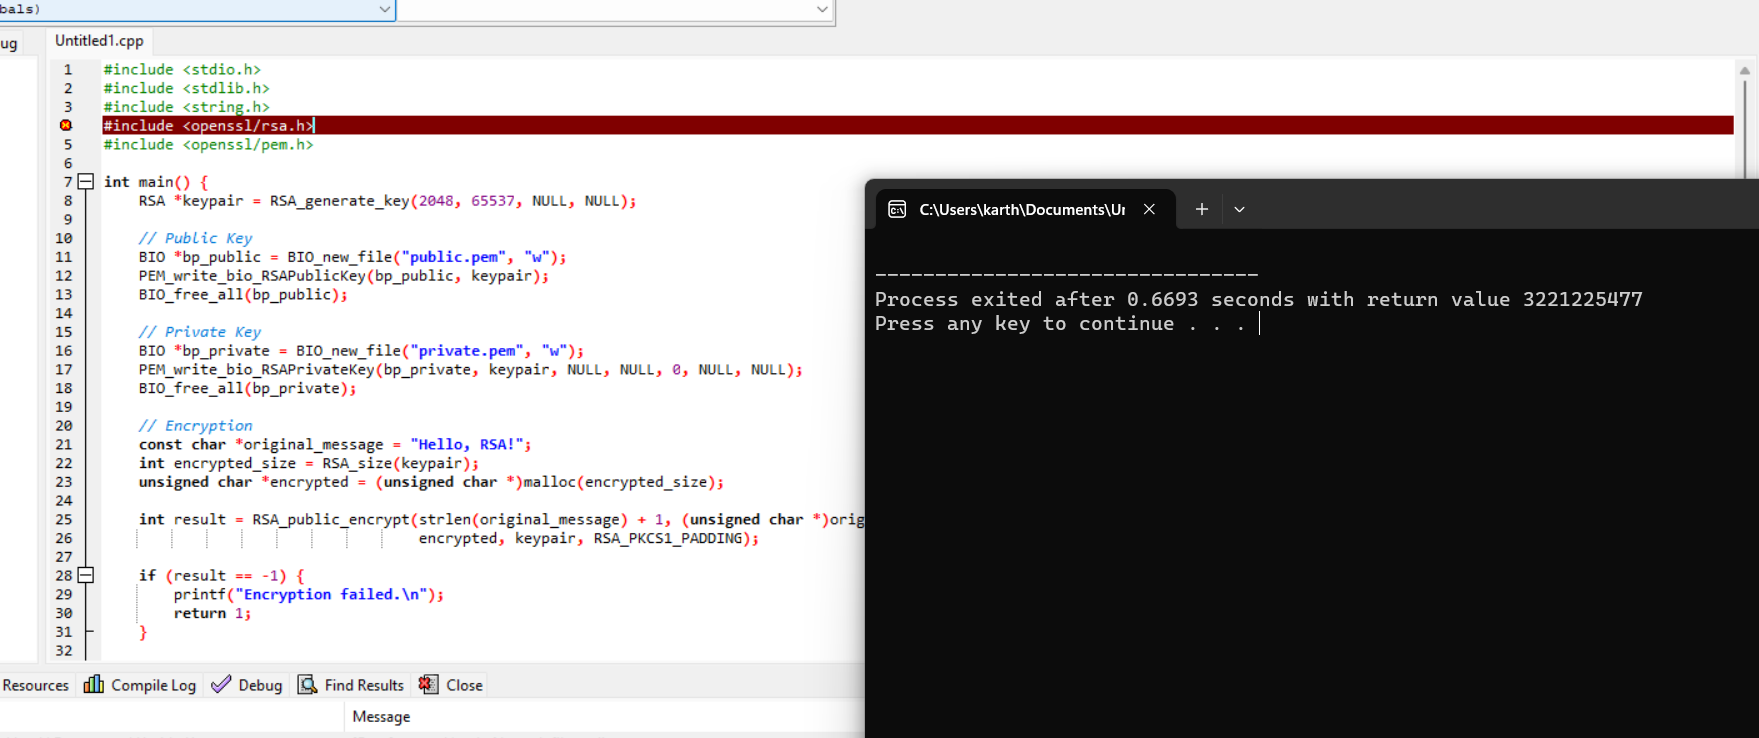 bals)
ug
Untitled1.cpp
1 #include <stdio.h>
2 #include <stdlib.h>
3 #include <string.h>
#include <openssl/rsa.h>
5 #include <openssl/pem.h>
6
7 int main() {
8 RSA *keypair = RSA_generate_key(2048, 65537, NULL, NULL);
9
10 // Public Key
11 BIO *bp_public = BIO_new_file("public.pem", "w");
12 PEM_write_bio_RSAPublicKey(bp_public, keypair);
13 BIO_free_all(bp_public);
14
15 // Private Key
16 BIO *bp_private = BIO_new_file("private.pem", "w");
17 PEM_write_bio_RSAPrivateKey(bp_private, keypair, NULL, NULL, 0, NULL, NULL);
18 BIO_free_all(bp_private);
19
20 // Encryption
21 const char *original_message = "Hello, RSA!";
22 int encrypted_size = RSA_size(keypair);
23 unsigned char *encrypted = (unsigned char *)malloc(encrypted_size);
24
25 int result = RSA_public_encrypt(strlen(original_message) + 1, (unsigned char *)orig
26 encrypted, keypair, RSA_PKCS1_PADDING);
27
28 if (result == -1) {
29 printf("Encryption failed.\n");
30 return 1;
31 }
32
C:\Users\karth\Documents\Ur
--------------------------------
Process exited after 0.6693 seconds with return value 3221225477
Press any key to continue . . .
Resources Compile Log Debug Find Results Close
Message